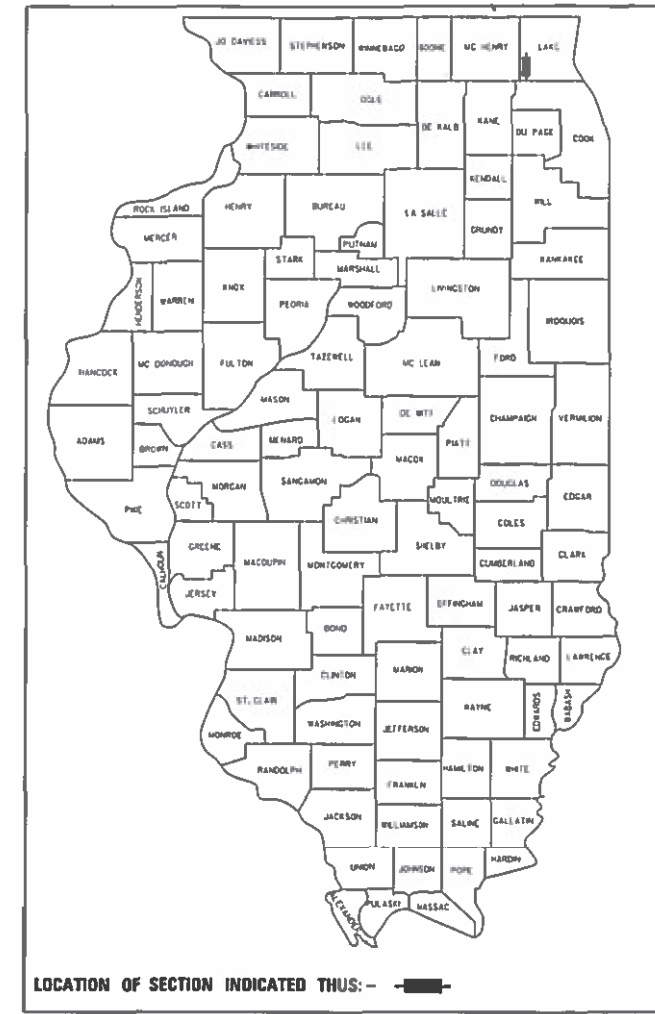 JO DAVIESS
STEPHENSON
WINNEBAGO
BOONE
MC HENRY
LAKE
CARROLL
OGLE
DE KALB
KANE
DU PAGE
COOK
WHITESIDE
LEE
KENDALL
WILL
ROCK ISLAND
HENRY
BUREAU
LA SALLE
GRUNDY
MERCER
PUTNAM
KANKAKEE
STARK
MARSHALL
HENDERSON
WARREN
KNOX
PEORIA
WOODFORD
LIVINGSTON
IROQUOIS
HANCOCK
MC DONOUGH
FULTON
TAZEWELL
MC LEAN
FORD
MASON
SCHUYLER
LOGAN
DE WITT
CHAMPAIGN
VERMILION
ADAMS
BROWN
CASS
MENARD
PIATT
MACON
DOUGLAS
MORGAN
SANGAMON
MOULTRIE
EDGAR
SCOTT
PIKE
CHRISTIAN
COLES
GREENE
MACOUPIN
MONTGOMERY
SHELBY
CUMBERLAND
CLARK
CALHOUN
JERSEY
FAYETTE
EFFINGHAM
JASPER
CRAWFORD
MADISON
BOND
CLAY
RICHLAND
LAWRENCE
CLINTON
MARION
ST. CLAIR
WAYNE
EDWARDS
WABASH
WASHINGTON
JEFFERSON
MONROE
RANDOLPH
PERRY
HAMILTON
WHITE
FRANKLIN
JACKSON
WILLIAMSON
SALINE
GALLATIN
UNION
JOHNSON
POPE
HARDIN
ALEXANDER
PULASKI
MASSAC
LOCATION OF SECTION INDICATED THUS: -